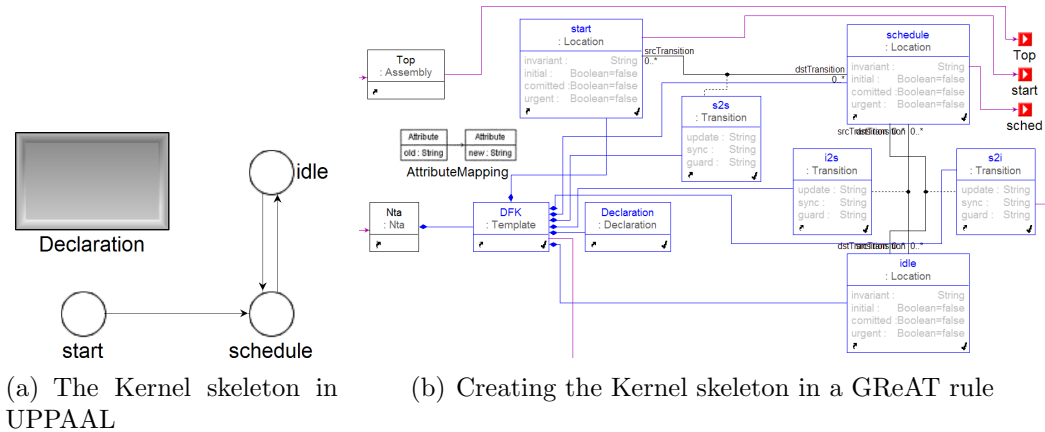 idle
Declaration
start
schedule
(a) The Kernel skeleton in
UPPAAL
start
: Location
invariant : String
initial : Boolean=false
comitted : Boolean=false
urgent : Boolean=false
schedule
: Location
invariant : String
initial : Boolean=false
comitted : Boolean=false
urgent : Boolean=false
Top
: Assembly
srcTransition
0..*
dstTransition
0..*
Top
start
sched
s2s
: Transition
update : String
sync : String
guard : String
Attribute
old : String
Attribute
new : String
AttributeMapping
0..*
0..*
i2s
: Transition
update : String
sync : String
guard : String
s2i
: Transition
update : String
sync : String
guard : String
Nta
: Nta
DFK
: Template
Declaration
: Declaration
0..*
0..*
idle
: Location
invariant : String
initial : Boolean=false
comitted : Boolean=false
urgent : Boolean=false
(b) Creating the Kernel skeleton in a GReAT rule